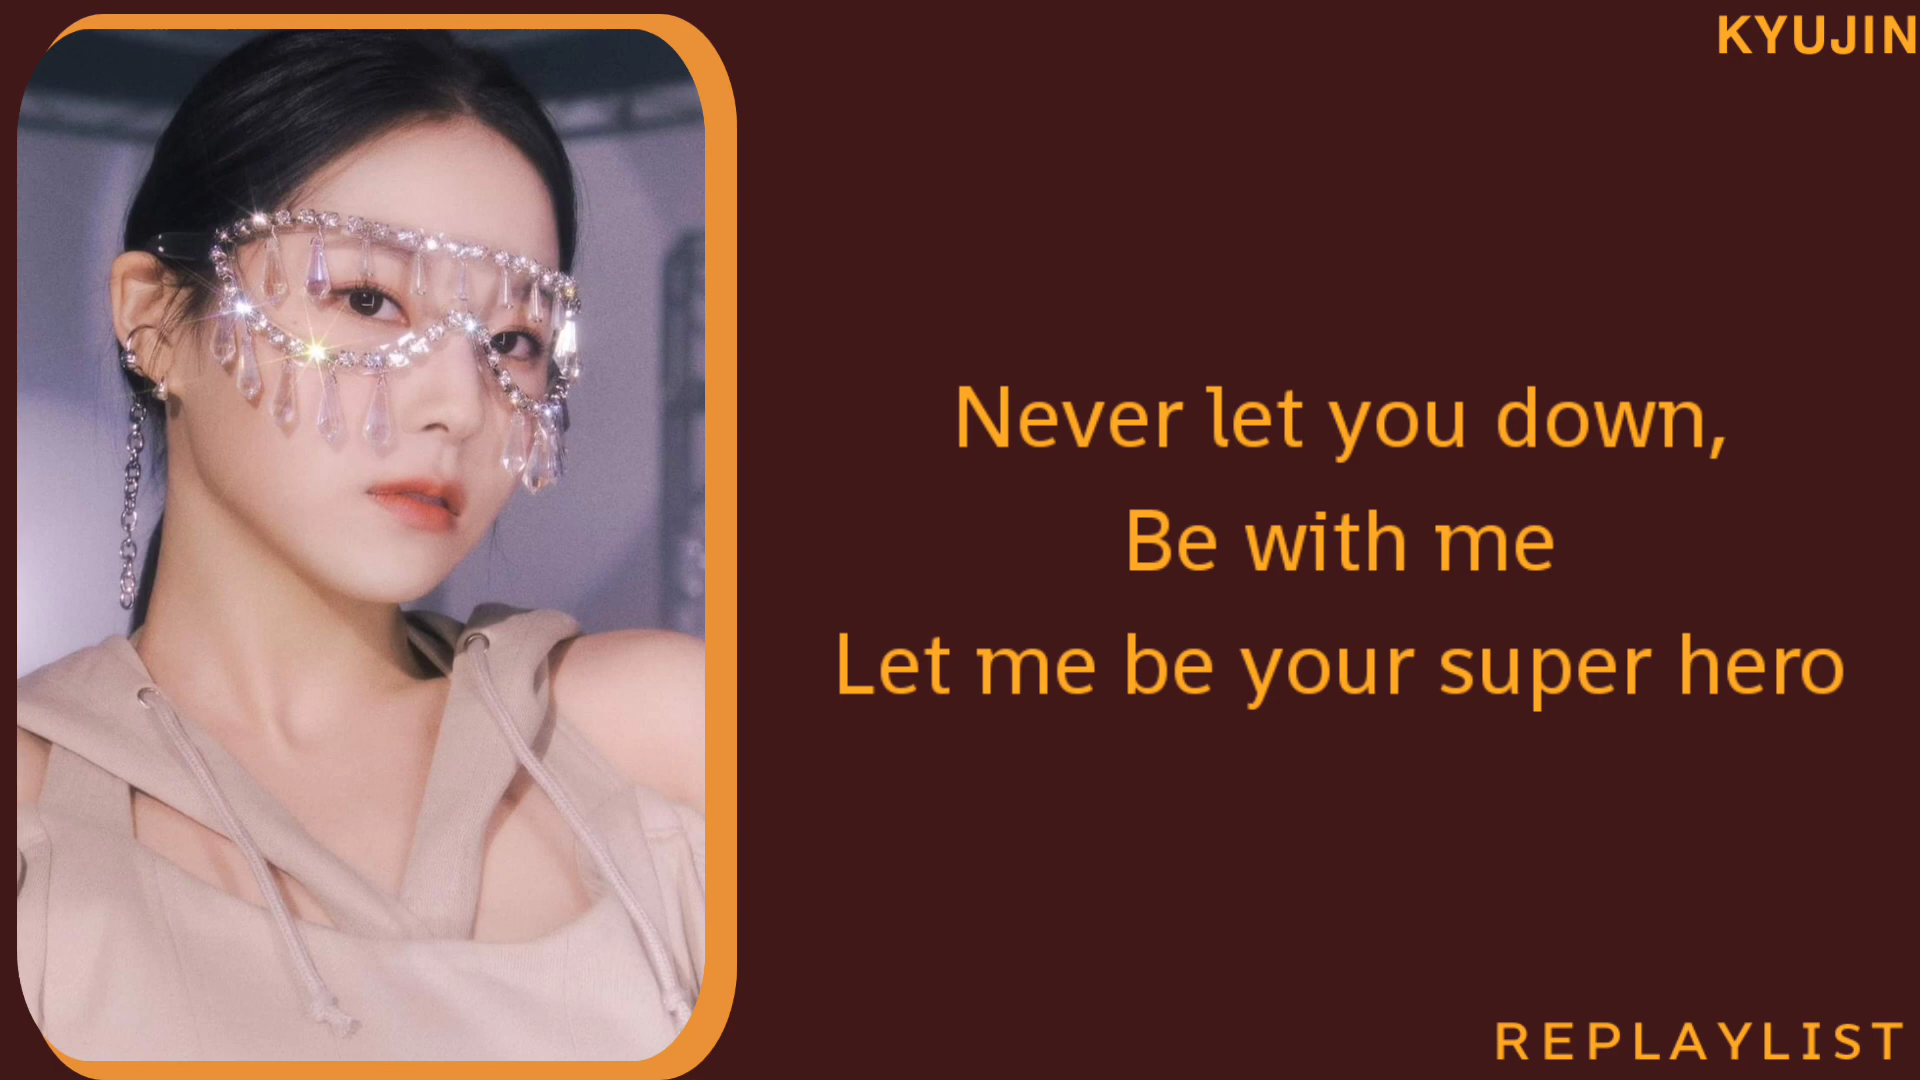 KYUJIN
Never let you down,
Be with me
Let me be your super hero
REPLAYLIST